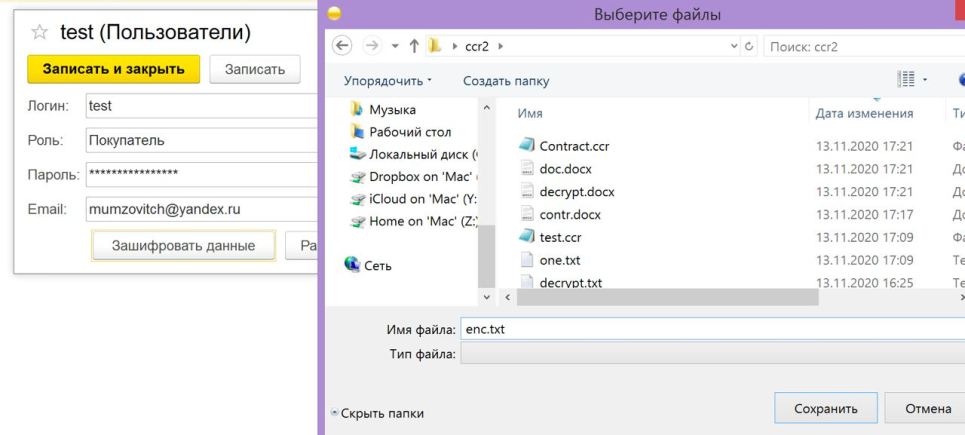 test (Пользователи)
Записать и закрыть
Записать
Логин: test
Роль: Покупатель
Пароль: ****************
Email: mumzovitch@yandex.ru
Зашифровать данные
Ра
Выберите файлы
ccr2
Поиск: ccr2
Упорядочить
Создать папку
Музыка
Рабочий стол
Локальный диск (
Dropbox on 'Mac'
iCloud on 'Mac' (Y:
Home on 'Mac' (Z:
Сеть
Имя Дата изменения Ти
Contract.ccr 13.11.2020 17:21 Фа
doc.docx 13.11.2020 17:21 До
decrypt.docx 13.11.2020 17:21 До
contr.docx 13.11.2020 17:17 До
test.ccr 13.11.2020 17:09 Фа
one.txt 13.11.2020 17:09 Те
decrypt.txt 13.11.2020 16:25 Те
Имя файла: enc.txt
Тип файла:
Скрыть папки
Сохранить
Отмена